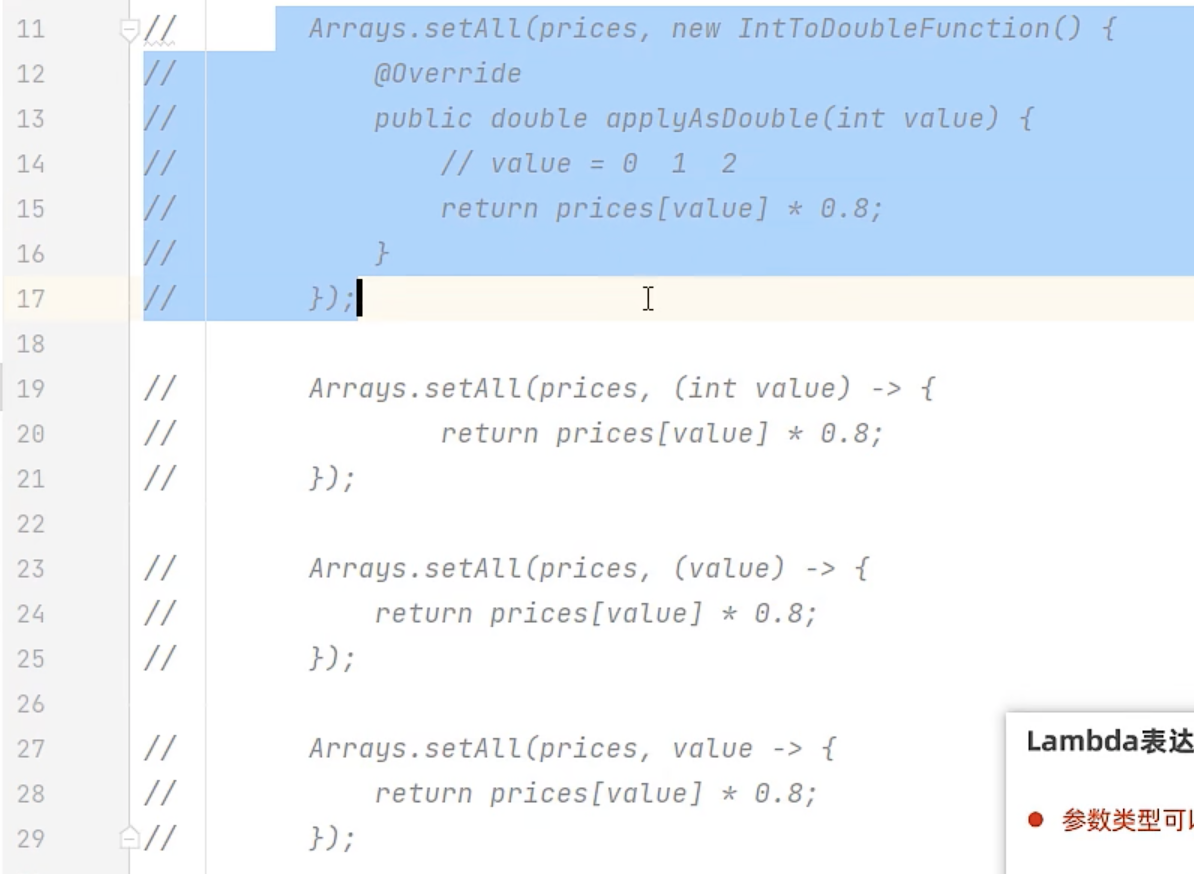 11 // Arrays.setAll(prices, new IntToDoubleFunction() {
12 // @Override
13 // public double applyAsDouble(int value) {
14 // // value = 0 1 2
15 // return prices[value] * 0.8;
16 // }
17 // });
18
19 // Arrays.setAll(prices, (int value) -> {
20 // return prices[value] * 0.8;
21 // });
22
23 // Arrays.setAll(prices, (value) -> {
24 // return prices[value] * 0.8;
25 // });
26
27 // Arrays.setAll(prices, value -> {
28 // return prices[value] * 0.8;
29 // });
Lambda表达
参数类型可